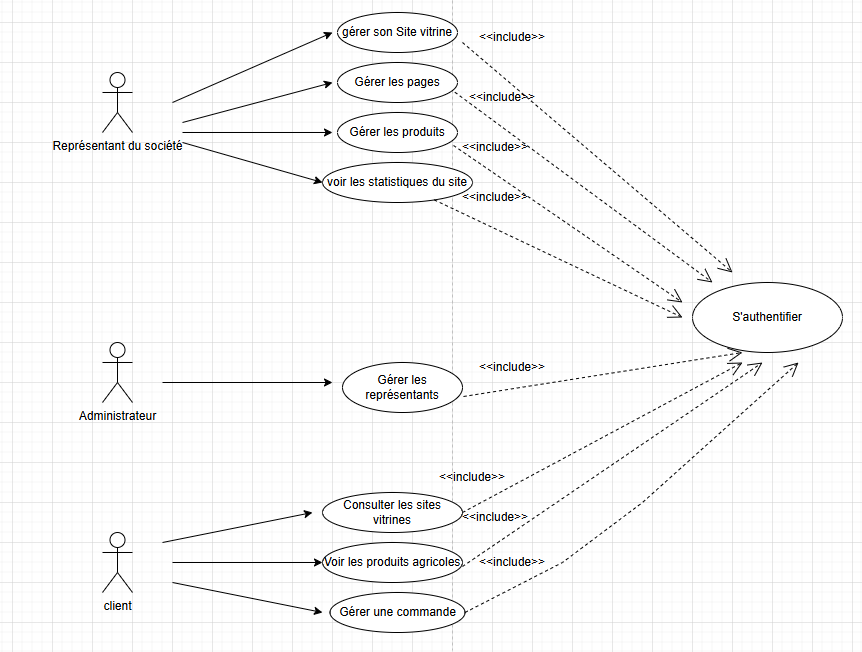 gérer son Site vitrine
<<include>>
Gérer les pages
<<include>>
Gérer les produits
<<include>>
Représentant du société
voir les statistiques du site
<<include>>
S'authentifier
Gérer les
représentants
<<include>>
Administrateur
<<include>>
Consulter les sites
vitrines
<<include>>
Voir les produits agricoles
<<include>>
client
Gérer une commande